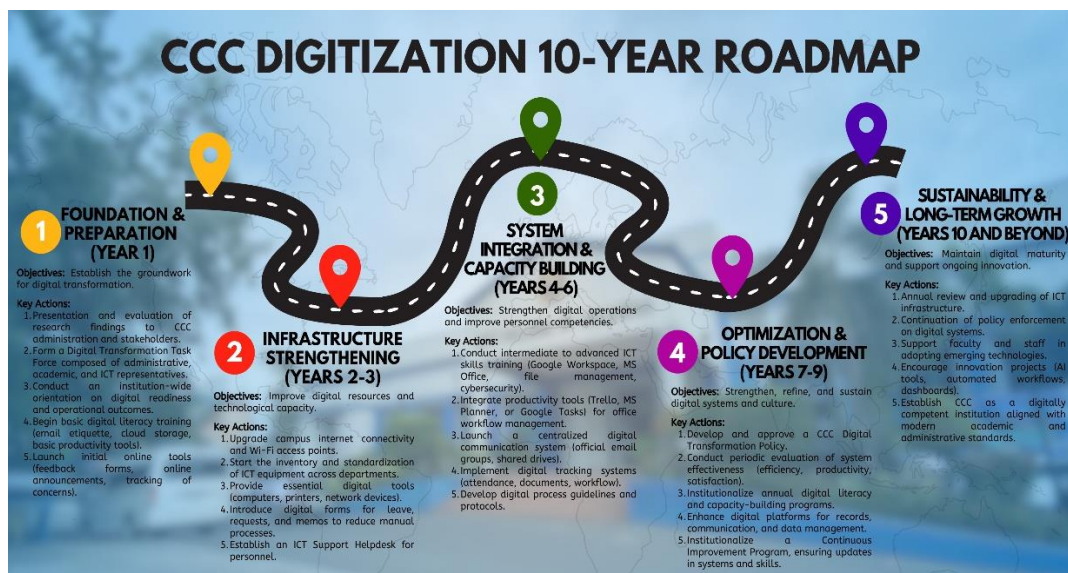 CCC DIGITIZATION 10-YEAR ROADMAP
1
FOUNDATION &
PREPARATION
(YEAR 1)
Objectives: Establish the groundwork
for digital transformation.
Key Actions:
1. Presentation and evaluation of
research findings to CCC
administration and stakeholders.
2. Form a Digital Transformation Task
Force composed of administrative,
academic, and ICT representatives.
3. Conduct an institution-wide
orientation on digital readiness
and operational outcomes.
4. Begin basic digital literacy training
(email etiquette, cloud storage,
basic productivity tools).
5. Launch initial online tools
(feedback forms, online
announcements, tracking of
concerns).
2
INFRASTRUCTURE
STRENGTHENING
(YEARS 2-3)
Objectives: Improve digital resources and
technological capacity.
Key Actions:
1. Upgrade campus internet connectivity
and Wi-Fi access points.
2. Start the inventory and standardization
of ICT equipment across departments.
3. Provide essential digital tools
(computers, printers, network devices).
4. Introduce digital forms for leave,
requests, and memos to reduce manual
processes.
5. Establish an ICT Support Helpdesk for
personnel.
3
SYSTEM
INTEGRATION &
CAPACITY BUILDING
(YEARS 4-6)
Objectives: Strengthen digital operations
and improve personnel competencies.
Key Actions:
1. Conduct intermediate to advanced ICT
skills training (Google Workspace, MS
Office, file management,
cybersecurity).
2. Integrate productivity tools (Trello, MS
Planner, or Google Tasks) for office
workflow management.
3. Launch a centralized digital
communication system (official email
groups, shared drives).
4. Implement digital tracking systems
(attendance, documents, workflow).
5. Develop digital process guidelines and
protocols.
4
OPTIMIZATION &
POLICY DEVELOPMENT
(YEARS 7-9)
Objectives: Strengthen, refine, and sustain
digital systems and culture.
Key Actions:
1. Develop and approve a CCC Digital
Transformation Policy.
2. Conduct periodic evaluation of system
effectiveness (efficiency, productivity,
satisfaction).
3. Institutionalize annual digital literacy
and capacity-building programs.
4. Enhance digital platforms for records,
communication, and data management.
5. Institutionalize a Continuous
Improvement Program, ensuring updates
in systems and skills.
5
SUSTAINABILITY &
LONG-TERM GROWTH
(YEARS 10 AND BEYOND)
Objectives: Maintain digital maturity
and support ongoing innovation.
Key Actions:
1. Annual review and upgrading of ICT
infrastructure.
2. Continuation of policy enforcement
on digital systems.
3. Support faculty and staff in
adopting emerging technologies.
4. Encourage innovation projects (AI
tools, automated workflows,
dashboards).
5. Establish CCC as a digitally
competent institution aligned with
modern academic and
administrative standards.